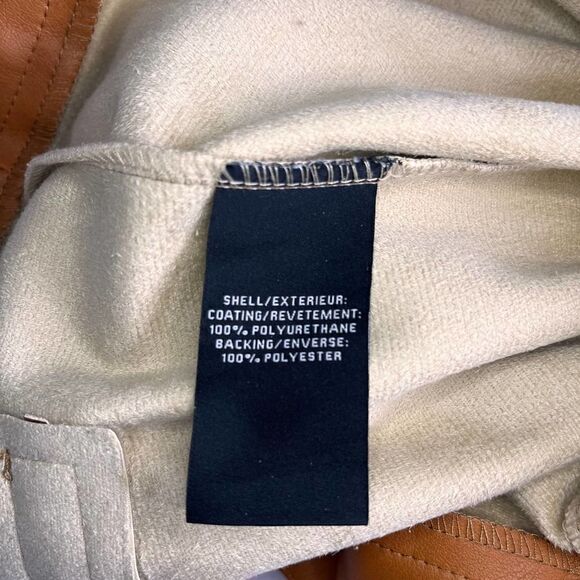 SHELL/EXTERIEUR:
COATING/REVETEMENT:
100% POLYURETHANE
BACKING/ENVERSE:
100% POLYESTER